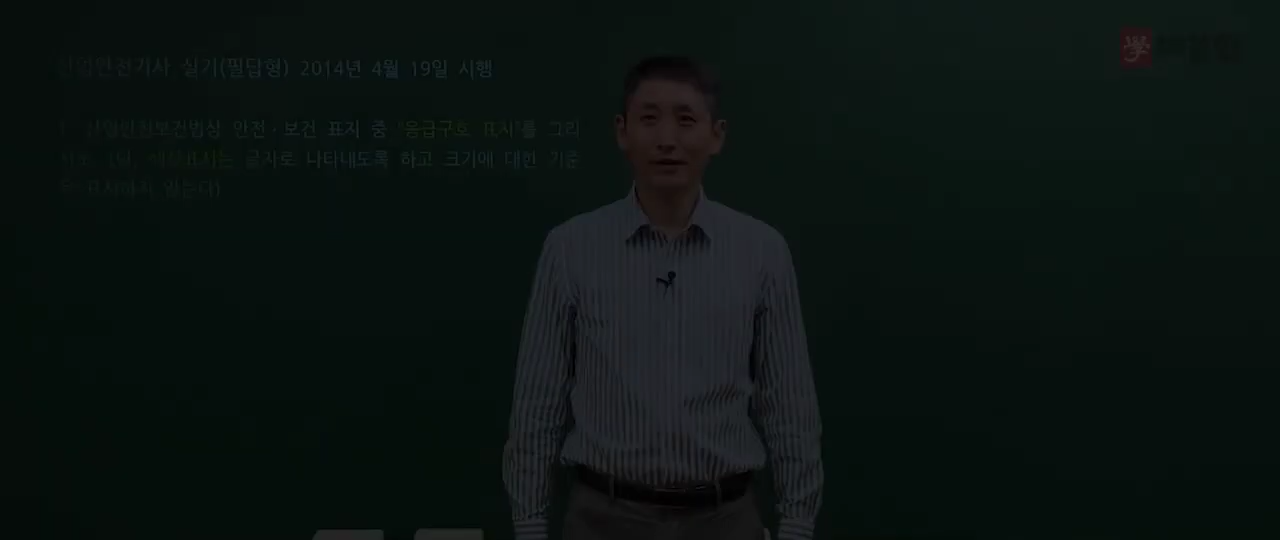 산업안전기사 실기(필답형) 2014년 4월 19일 시행
산업안전보건법상 안전·보건 표지 중 "응급구호 표시"를 그리
시오. (단, 색상표시는 글자로 나타내도록 하고 크기에 대한 기준
은 표시하지 않는다)